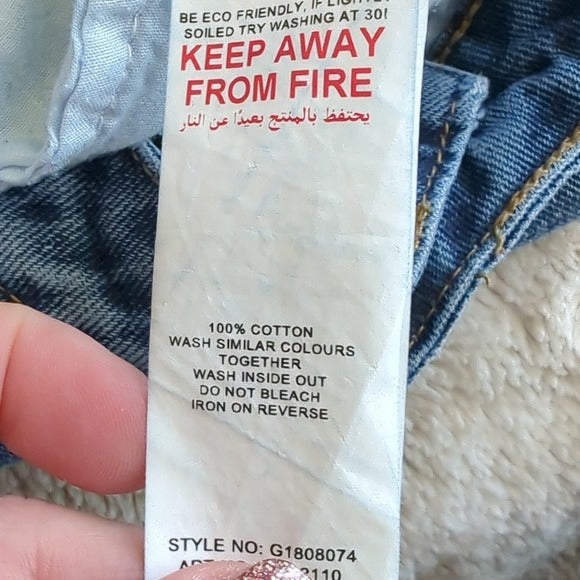 BE ECO FRIENDLY, IF LIGHTLY
SOILED TRY WASHING AT 30!
KEEP AWAY
FROM FIRE
يحتفظ بالمنتج بعيدًا عن النار
100% COTTON
WASH SIMILAR COLOURS
TOGETHER
WASH INSIDE OUT
DO NOT BLEACH
IRON ON REVERSE
STYLE NO: G1808074